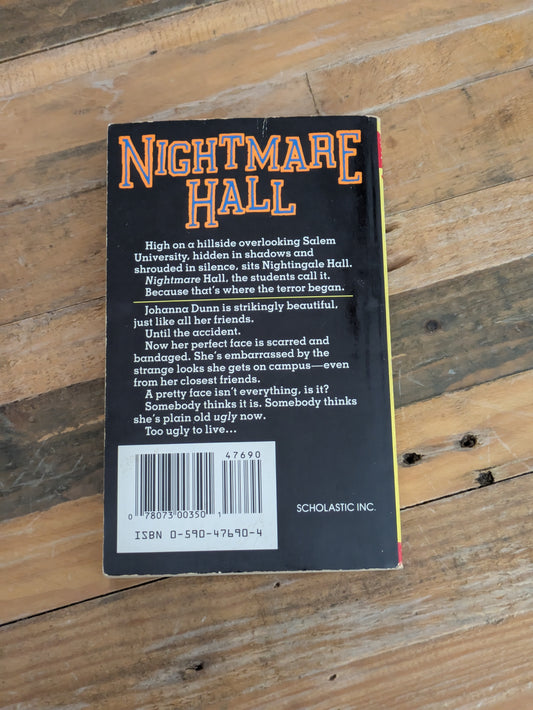 NIGHTMARE
HALL
High on a hillside overlooking Salem
University, hidden in shadows and
shrouded in silence, sits Nightingale Hall.
Nightmare Hall, the students call it.
Because that's where the terror began.
Johanna Dunn is strikingly beautiful,
just like all her friends.
Until the accident.
Now her perfect face is scarred and
bandaged. She's embarrassed by the
strange looks she gets on campus—even
from her closest friends.
A pretty face isn't everything, is it?
Somebody thinks it is. Somebody thinks
she's plain old ugly now.
Too ugly to live...
47690
0 78073 00350 1
ISBN 0-590-47690-4
SCHOLASTIC INC.